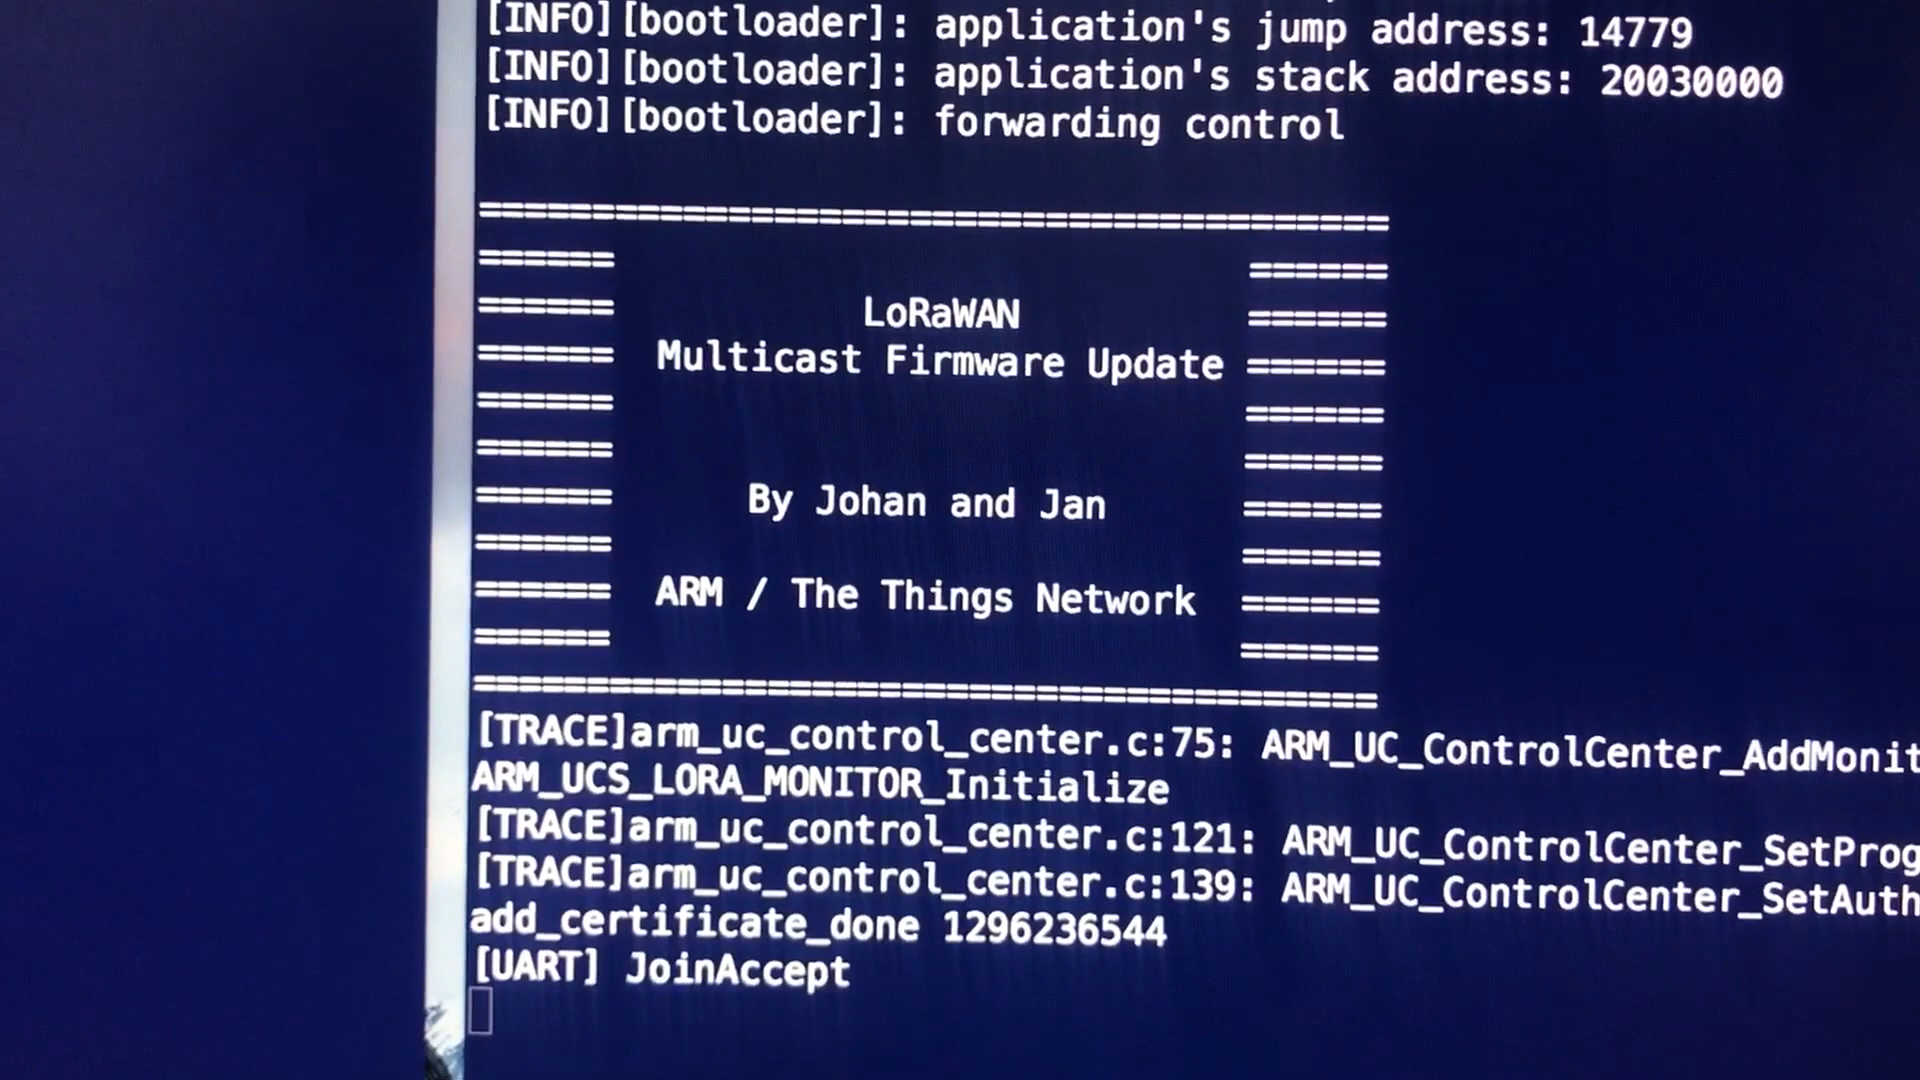 [INFO][bootloader]: application's jump address: 14779
[INFO][bootloader]: application's stack address: 20030000
[INFO][bootloader]: forwarding control
========================================
====== ======
====== LoRaWAN ======
====== Multicast Firmware Update ======
====== ======
====== ======
====== By Johan and Jan ======
====== ======
====== ARM / The Things Network ======
====== ======
========================================
[TRACE]arm_uc_control_center.c:75: ARM_UC_ControlCenter_AddMonit
ARM_UCS_LORA_MONITOR_Initialize
[TRACE]arm_uc_control_center.c:121: ARM_UC_ControlCenter_SetProg
[TRACE]arm_uc_control_center.c:139: ARM_UC_ControlCenter_SetAuth
add_certificate_done 1296236544
[UART] JoinAccept